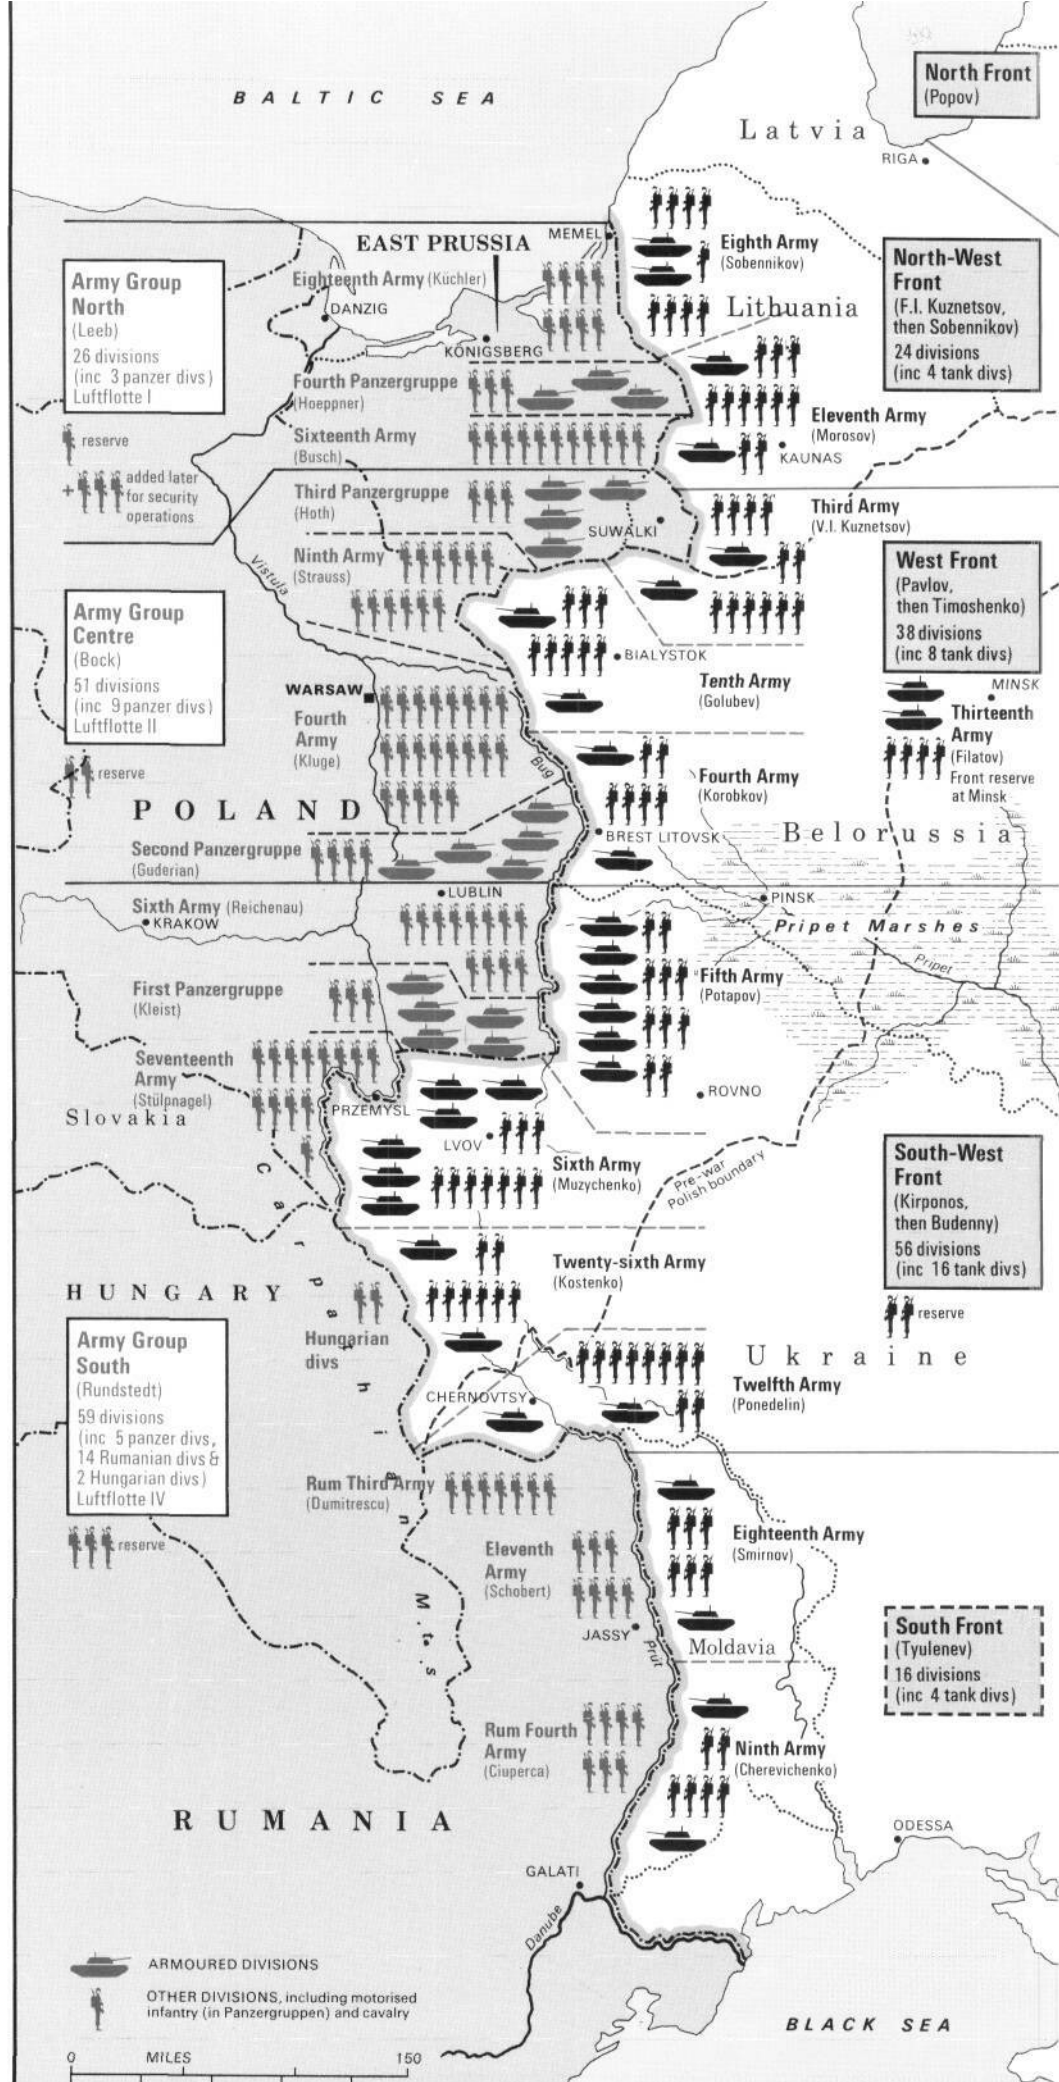 BALTIC SEA
North Front
(Popov)
Latvia
RIGA
MEMEL
EAST PRUSSIA
Eighth Army
(Sobennikov)
North-West
Front
(F.I. Kuznetsov,
then Sobennikov)
24 divisions
(inc 4 tank divs)
Army Group
North
(Leeb)
26 divisions
(inc 3 panzer divs)
Luftflotte I
reserve
+
added later
for security
operations
Eighteenth Army (Küchler)
DANZIG
KÖNIGSBERG
Lithuania
Fourth Panzergruppe
(Hoeppner)
Eleventh Army
(Morosov)
KAUNAS
Sixteenth Army
(Busch)
Third Panzergruppe
(Hoth)
SUWALKI
Third Army
(V.I. Kuznetsov)
Ninth Army
(Strauss)
Vistula
West Front
(Pavlov,
then Timoshenko)
38 divisions
(inc 8 tank divs)
Army Group
Centre
(Bock)
51 divisions
(inc 9 panzer divs)
Luftflotte II
reserve
BIALYSTOK
Tenth Army
(Golubev)
WARSAW
Fourth
Army
(Kluge)
Bug
MINSK
Thirteenth
Army
(Filatov)
Front reserve
at Minsk
Fourth Army
(Korobkov)
POLAND
BREST LITOVSK
Belorussia
Second Panzergruppe
(Guderian)
LUBLIN
PINSK
Pripet Marshes
Pripet
Sixth Army (Reichenau)
KRAKOW
Fifth Army
(Potapov)
First Panzergruppe
(Kleist)
Seventeenth
Army
(Stülpnagel)
PRZEMYSL
ROVNO
Slovakia
LVOV
Sixth Army
(Muzychenko)
Pre-war
Polish boundary
South-West
Front
(Kirponos,
then Budenny)
56 divisions
(inc 16 tank divs)
reserve
Carpathian Mts
Twenty-sixth Army
(Kostenko)
HUNGARY
Hungarian
divs
Army Group
South
(Rundstedt)
59 divisions
(inc 5 panzer divs,
14 Rumanian divs &
2 Hungarian divs)
Luftflotte IV
reserve
Ukraine
CHERNOVTSY
Twelfth Army
(Ponedelin)
Rum Third Army
(Dumitrescu)
Eleventh
Army
(Schobert)
JASSY
Prut
Eighteenth Army
(Smirnov)
Moldavia
South Front
(Tyulenev)
16 divisions
(inc 4 tank divs)
Rum Fourth
Army
(Ciuperca)
Ninth Army
(Cherevichenko)
RUMANIA
ODESSA
GALATI
Danube
BLACK SEA
ARMOURED DIVISIONS
OTHER DIVISIONS, including motorised
infantry (in Panzergruppen) and cavalry
0 MILES 150